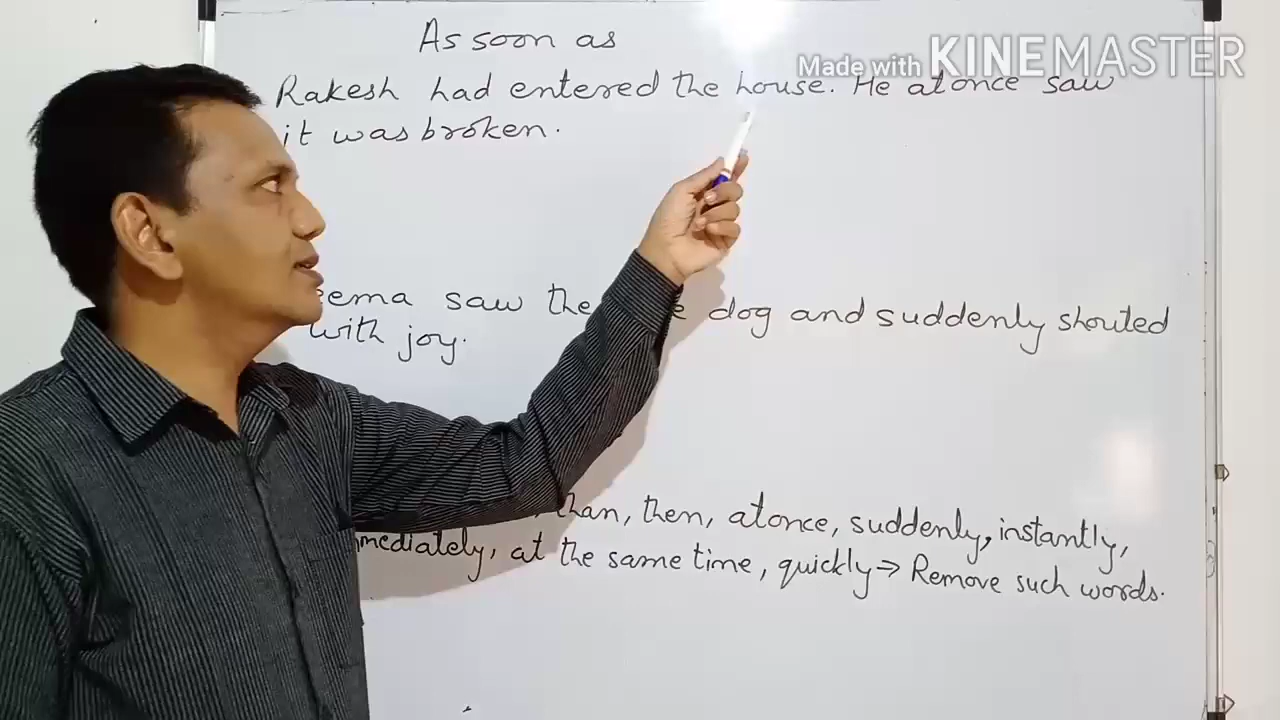 As soon as
Made with KINEMASTER
Rakesh had entered the house. He atonce saw
it was broken.
saw the dog and suddenly shouted
with joy.
than, then, atonce, suddenly, instantly,
at the same time, quickly → Remove such words.